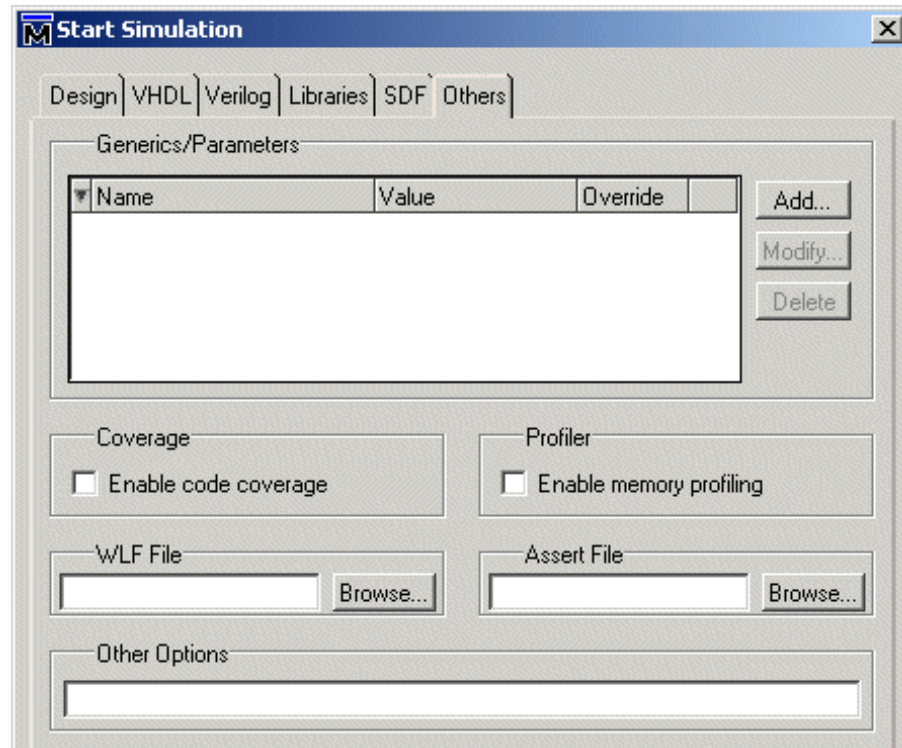 Start Simulation
Design VHDL Verilog Libraries SDF Others
Generics/Parameters
Name Value Override
Add...
Modify...
Delete
Coverage
Enable code coverage
Profiler
Enable memory profiling
WLF File
Browse...
Assert File
Browse...
Other Options